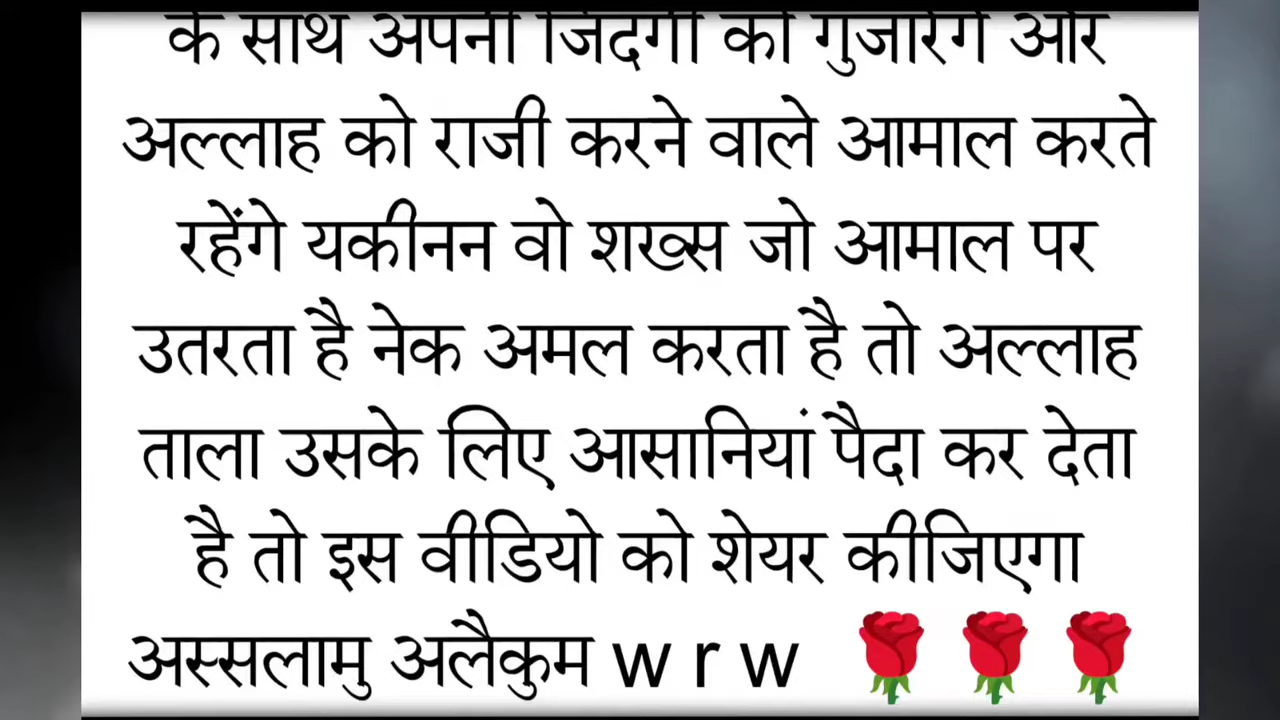 के साथ अपनी जिंदगी को गुजारेंगे और
अल्लाह को राजी करने वाले आमाल करते
रहेंगे यकीनन वो शख्स जो आमाल पर
उतरता है नेक अमल करता है तो अल्लाह
ताला उसके लिए आसानियां पैदा कर देता
है तो इस वीडियो को शेयर कीजिएगा
अस्सलामु अलैकुम w r w 🌹 🌹 🌹